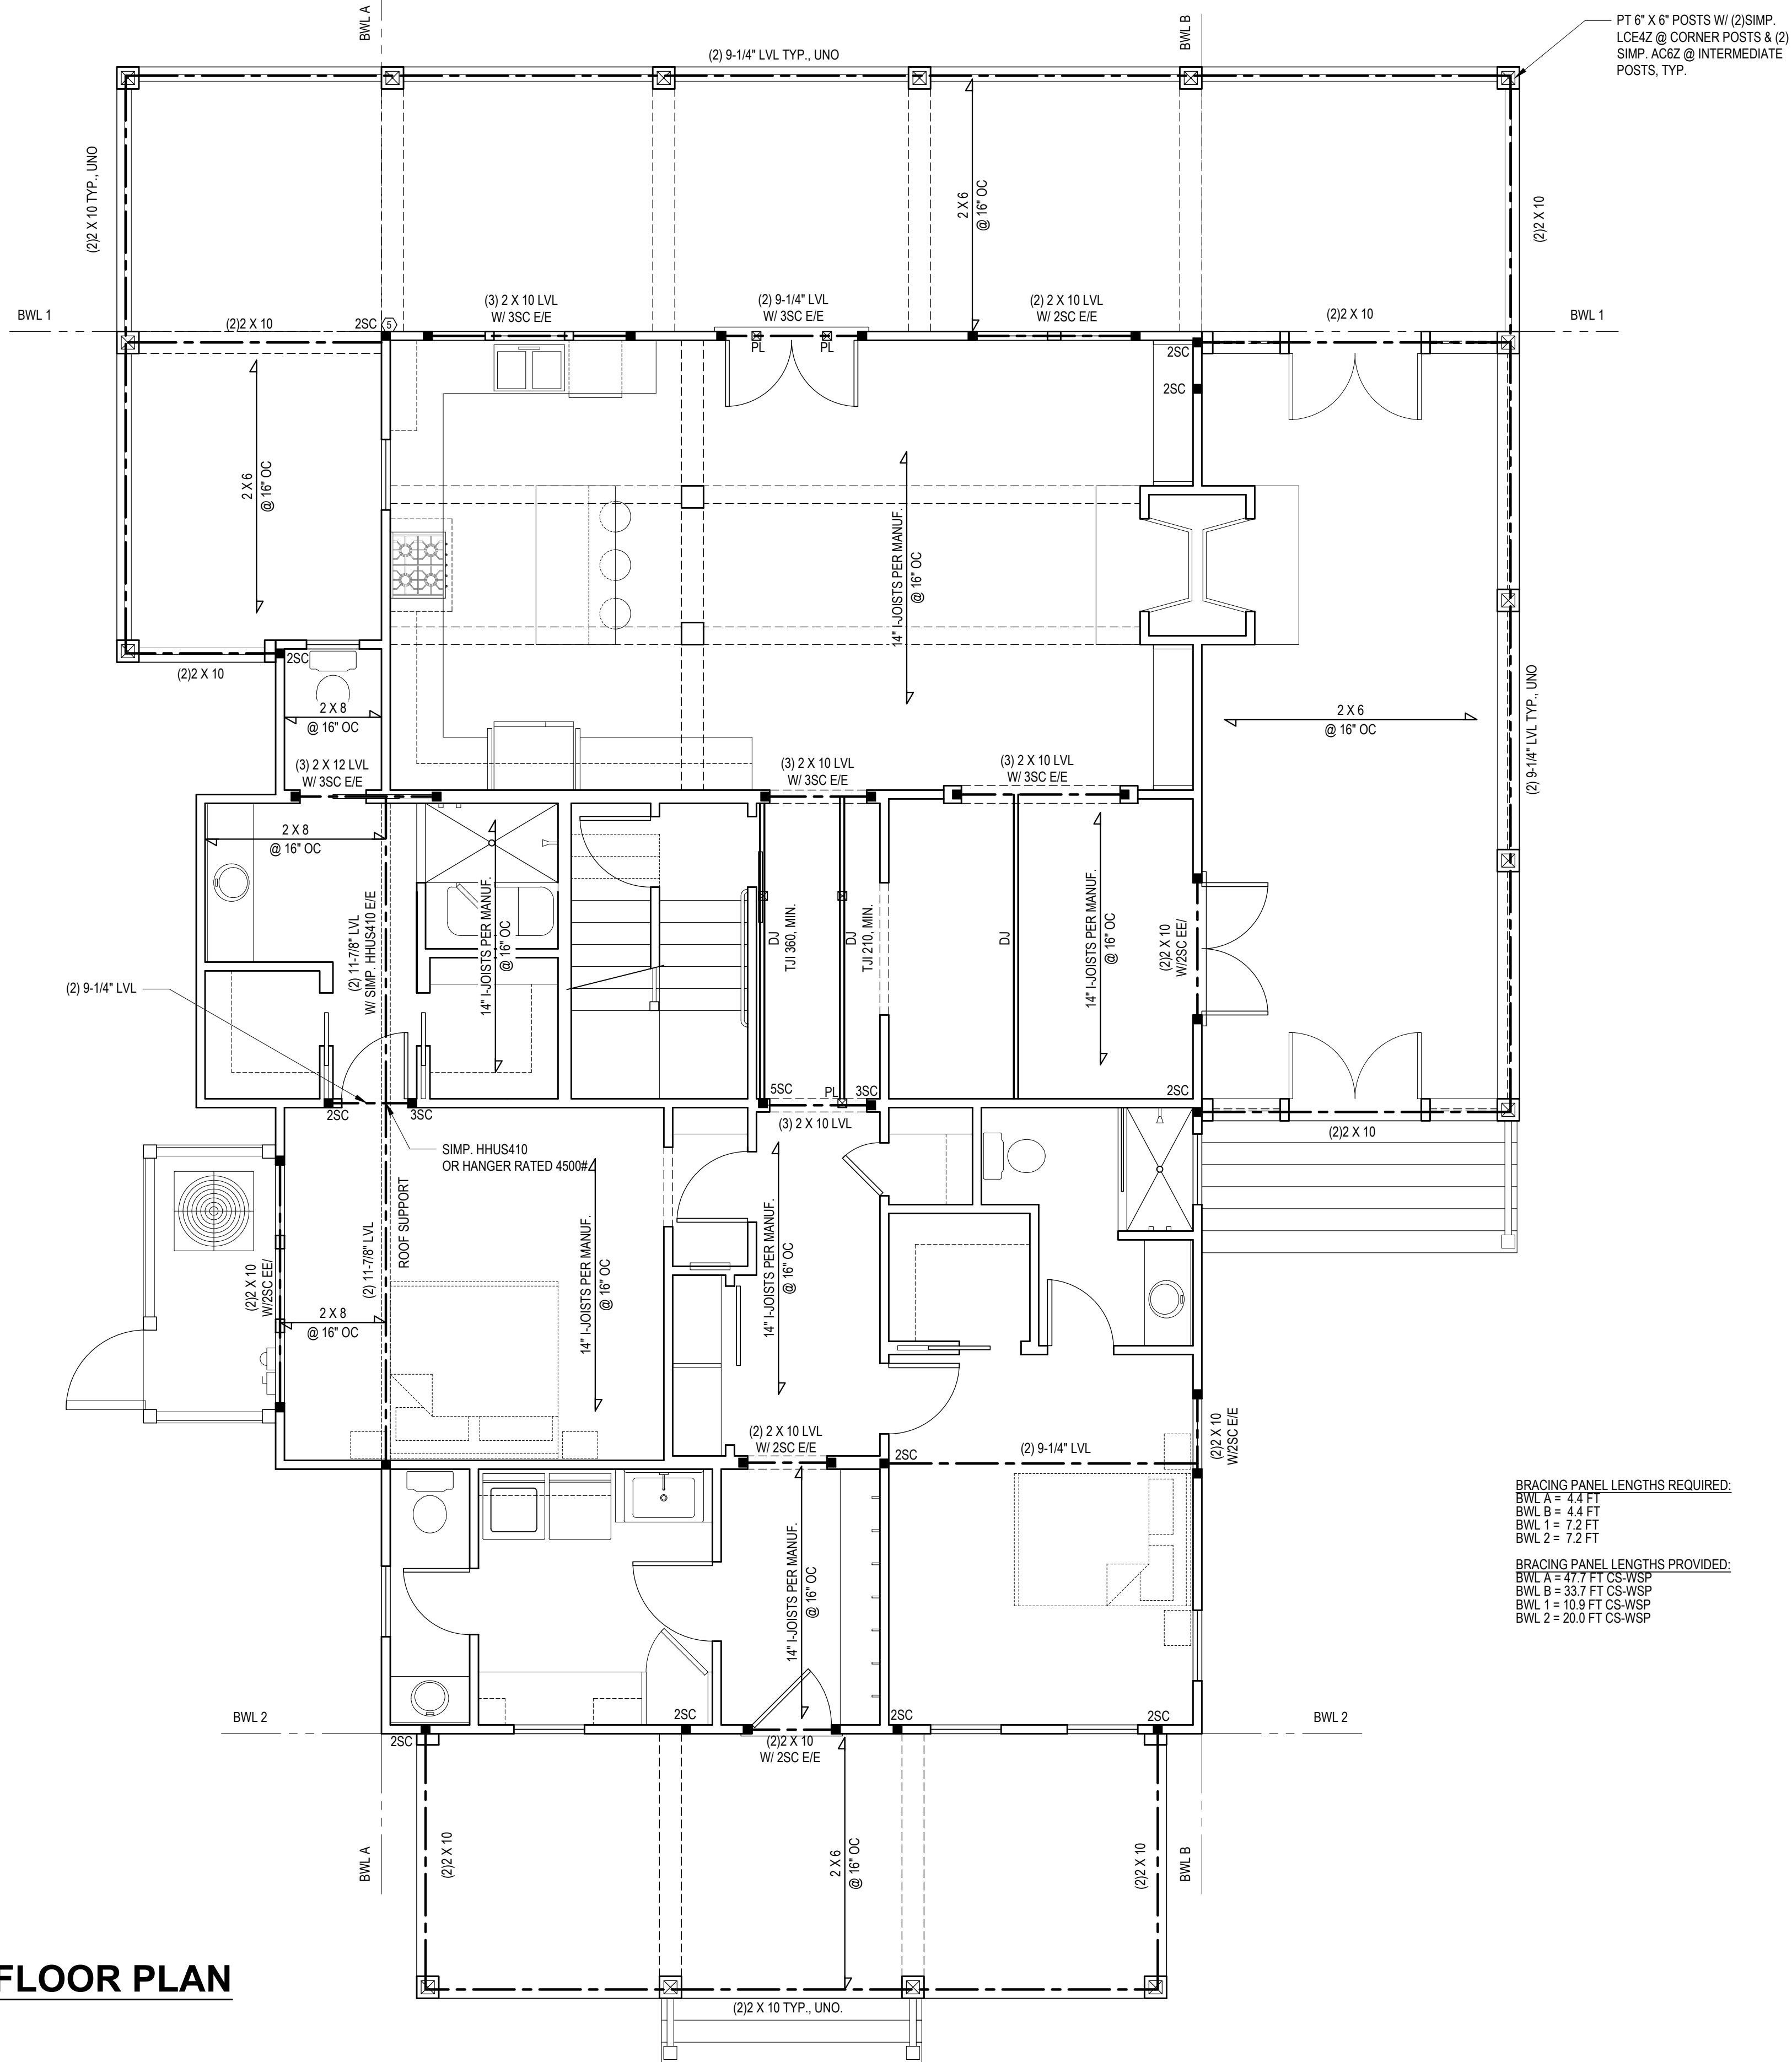 BWL A
BWL B
PT 6" X 6" POSTS W/ (2)SIMP.
LCE4Z @ CORNER POSTS & (2)
SIMP. AC6Z @ INTERMEDIATE
POSTS, TYP.
(2) 9-1/4" LVL TYP., UNO
(2)2 X 10 TYP., UNO
2 X 6
@ 16" OC
(2)2 X 10
BWL 1
(2)2 X 10
2SC
5
(3) 2 X 10 LVL
W/ 3SC E/E
(2) 9-1/4" LVL
W/ 3SC E/E
(2) 2 X 10 LVL
W/ 2SC E/E
(2)2 X 10
BWL 1
PL
PL
2SC
2SC
2 X 6
@ 16" OC
14" I-JOISTS PER MANUF.
@ 16" OC
2SC
(2)2 X 10
2 X 8
@ 16" OC
2 X 6
@ 16" OC
(2) 9-1/4" LVL TYP., UNO
(3) 2 X 12 LVL
W/ 3SC E/E
(3) 2 X 10 LVL
W/ 3SC E/E
(3) 2 X 10 LVL
W/ 3SC E/E
2 X 8
@ 16" OC
(2) 11-7/8" LVL
W/ SIMP. HHUS410 E/E
14" I-JOISTS PER MANUF.
@ 16" OC
DJ
TJI 360, MIN.
DJ
TJI 210, MIN.
DJ
14" I-JOISTS PER MANUF.
@ 16" OC
(2)2 X 10
W/2SC EE/
(2) 9-1/4" LVL
2SC
3SC
5SC
PL
3SC
2SC
(3) 2 X 10 LVL
(2)2 X 10
SIMP. HHUS410
OR HANGER RATED 4500#
(2)2 X 10
W/2SC EE/
(2) 11-7/8" LVL
ROOF SUPPORT
2 X 8
@ 16" OC
14" I-JOISTS PER MANUF.
@ 16" OC
14" I-JOISTS PER MANUF.
@ 16" OC
(2) 2 X 10 LVL
W/ 2SC E/E
2SC
(2) 9-1/4" LVL
(2)2 X 10
W/2SC E/E
14" I-JOISTS PER MANUF.
@ 16" OC
BRACING PANEL LENGTHS REQUIRED:
BWL A = 4.4 FT
BWL B = 4.4 FT
BWL 1 = 7.2 FT
BWL 2 = 7.2 FT
BRACING PANEL LENGTHS PROVIDED:
BWL A = 47.7 FT CS-WSP
BWL B = 33.7 FT CS-WSP
BWL 1 = 10.9 FT CS-WSP
BWL 2 = 20.0 FT CS-WSP
BWL 2
2SC
2SC
2SC
BWL 2
2SC
(2)2 X 10
W/ 2SC E/E
BWL A
(2)2 X 10
2 X 6
@ 16" OC
(2)2 X 10
BWL B
FLOOR PLAN
(2)2 X 10 TYP., UNO.